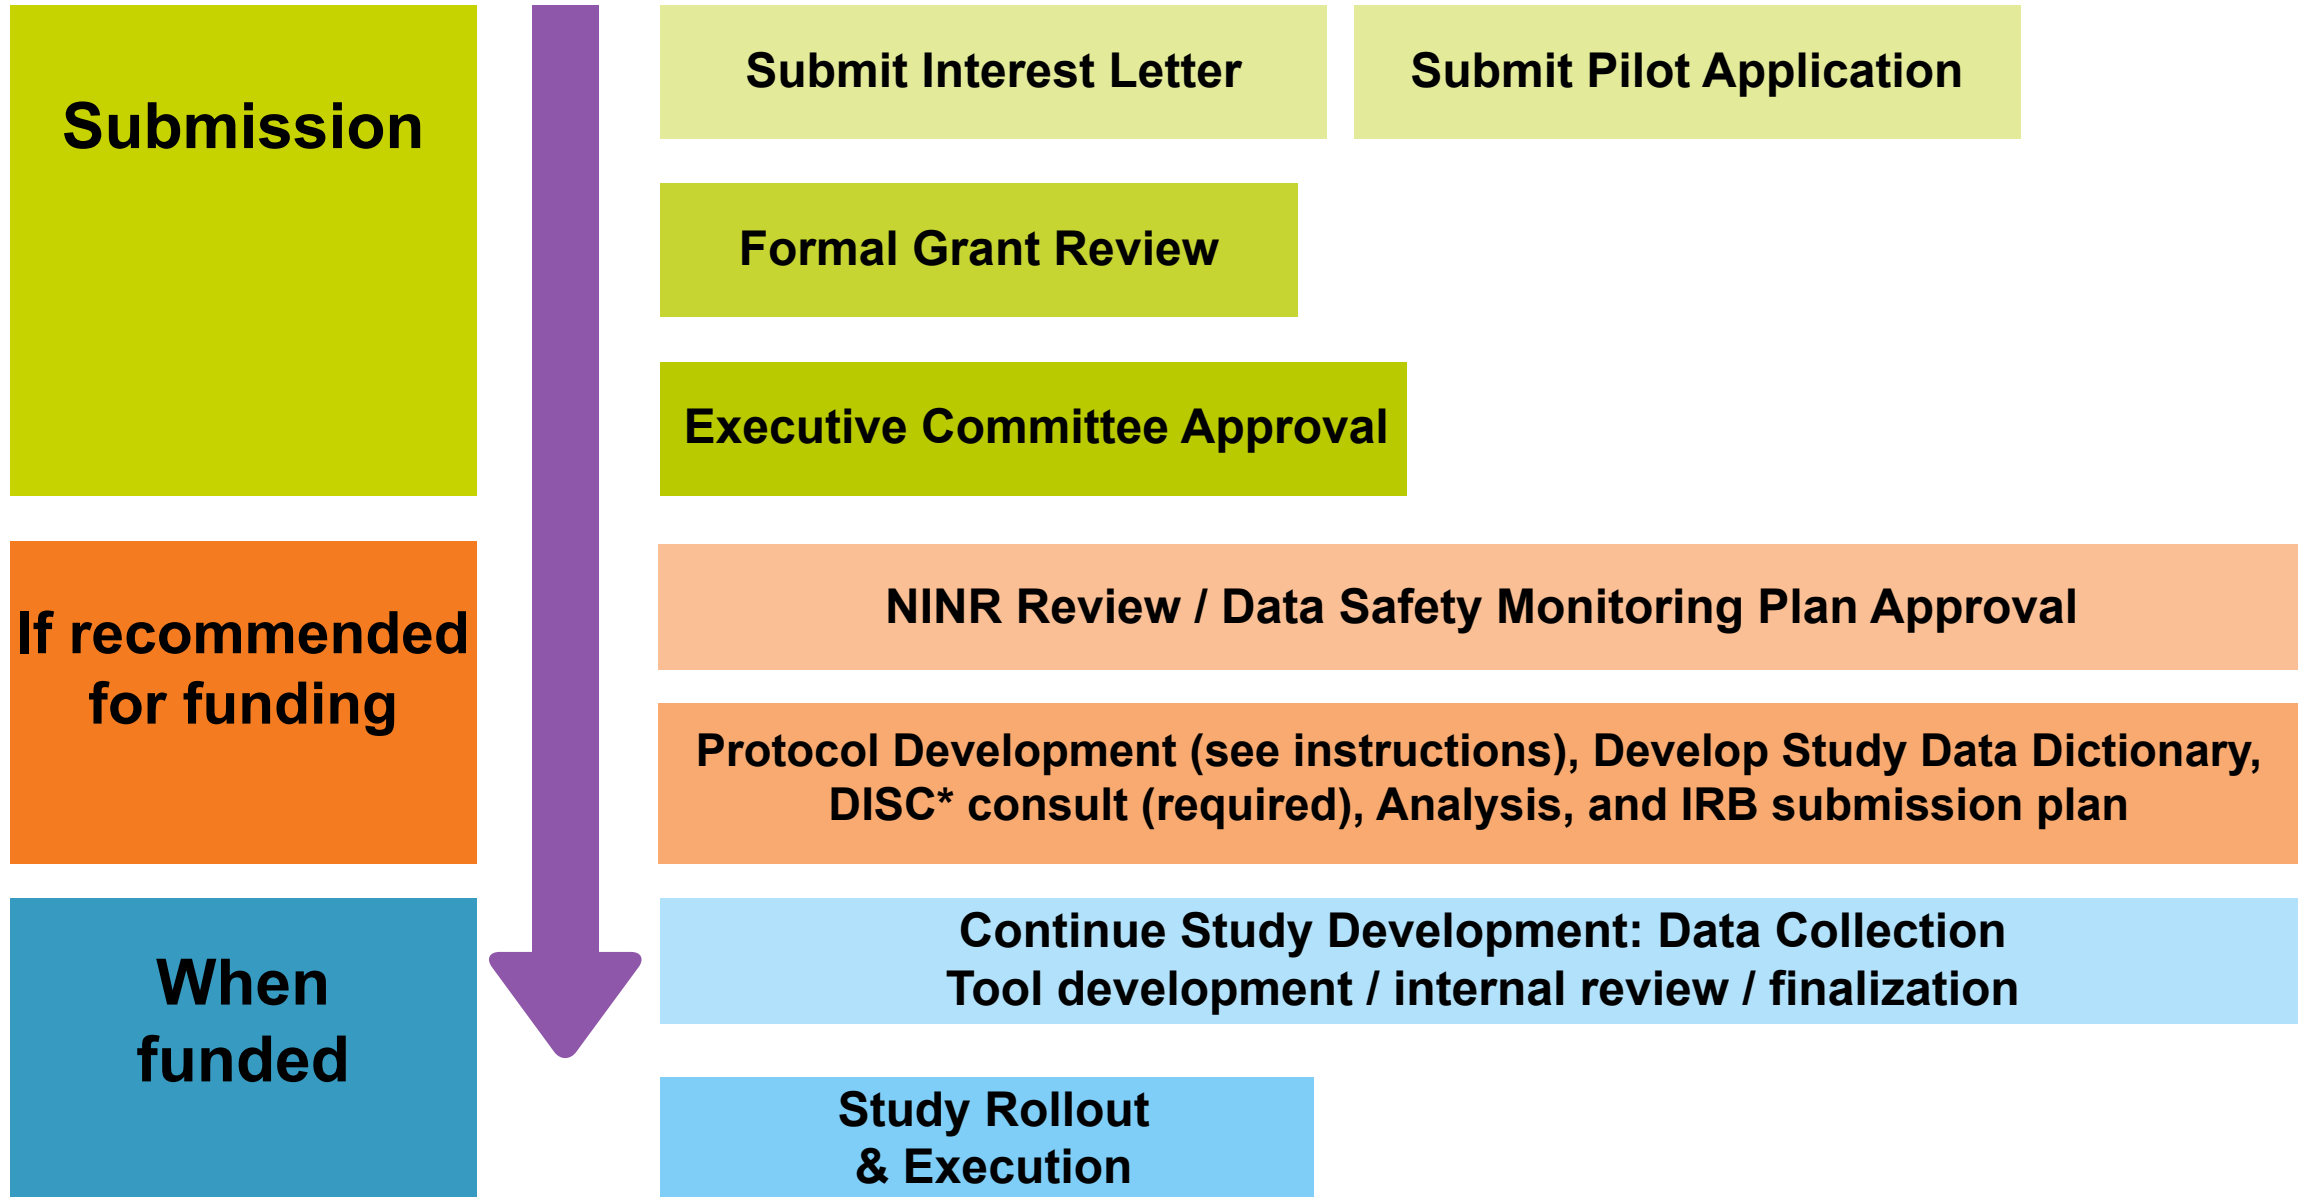 Submission
Submit Interest Letter
Submit Pilot Application
Formal Grant Review
Executive Committee Approval
If recommended
for funding
NINR Review / Data Safety Monitoring Plan Approval
Protocol Development (see instructions), Develop Study Data Dictionary,
DISC* consult (required), Analysis, and IRB submission plan
When
funded
Continue Study Development: Data Collection
Tool development / internal review / finalization
Study Rollout
& Execution